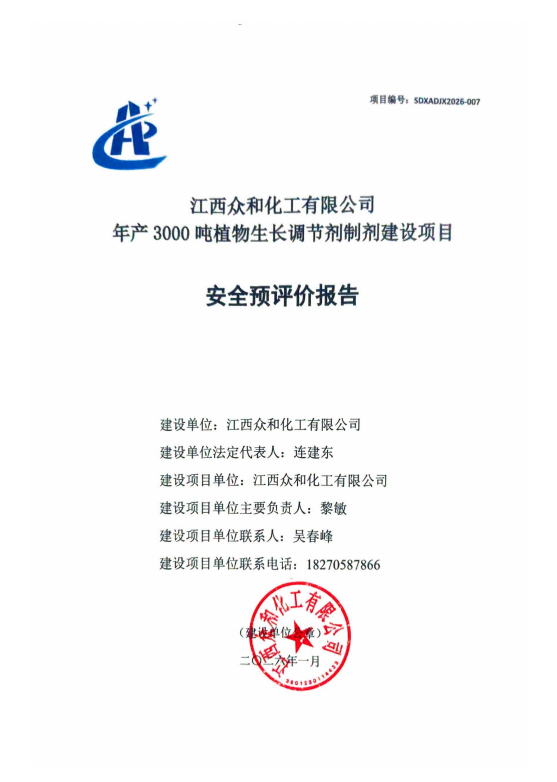 项目编号：SDXADJX2026-007
江西众和化工有限公司
年产 3000 吨植物生长调节剂制剂建设项目
安全预评价报告
建设单位：江西众和化工有限公司
建设单位法定代表人：连建东
建设项目单位：江西众和化工有限公司
建设项目单位主要负责人：黎敏
建设项目单位联系人：吴春峰
建设项目单位联系电话：18270587866
（建设单位公章）
二〇二六年一月
江西众和化工有限公司